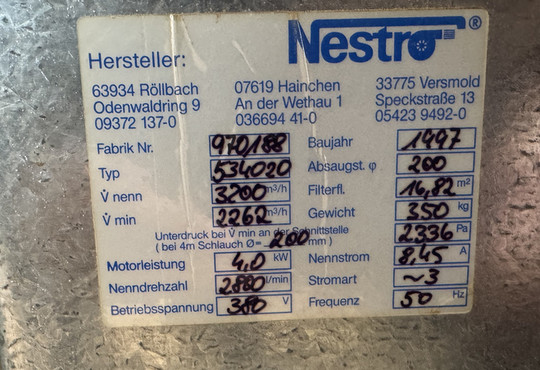 Nestro®
Hersteller:
63934 Röllbach 07619 Hainchen 33775 Versmold
Odenwaldring 9 An der Wethau 1 Speckstraße 13
09372 137-0 036694 41-0 05423 9492-0
Fabrik Nr. 970/188 Baujahr 1997
Typ 534020 Absaugst. φ 200
V̇ nenn 3200 m³/h Filterfl. 16,82 m²
V̇ min 2262 m³/h Gewicht 350 kg
Unterdruck bei V̇ min an der Schnittstelle 2336 Pa
( bei 4m Schlauch Ø= 200 mm )
Motorleistung 4,0 kW Nennstrom 8,45 A
Nenndrehzahl 2880 l/min Stromart ~3
Betriebsspannung 380 V Frequenz 50 Hz